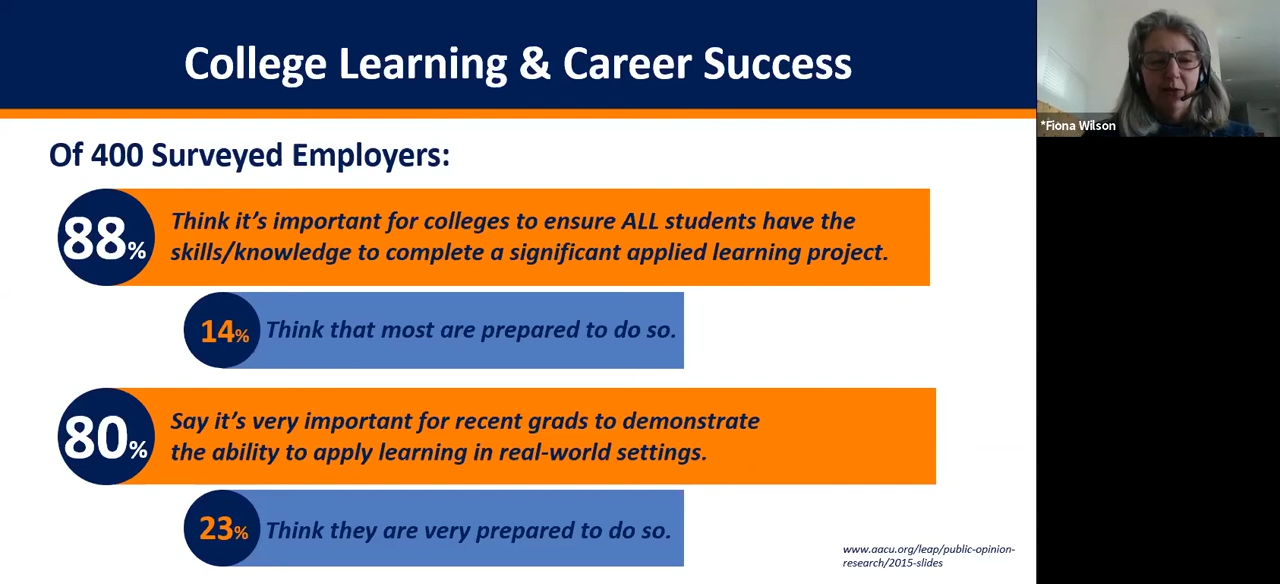 College Learning & Career Success
*Fiona Wilson
Of 400 Surveyed Employers:
88%
Think it's important for colleges to ensure ALL students have the
skills/knowledge to complete a significant applied learning project.
14%
Think that most are prepared to do so.
80%
Say it's very important for recent grads to demonstrate
the ability to apply learning in real-world settings.
23%
Think they are very prepared to do so.
www.aacu.org/leap/public-opinion-
research/2015-slides